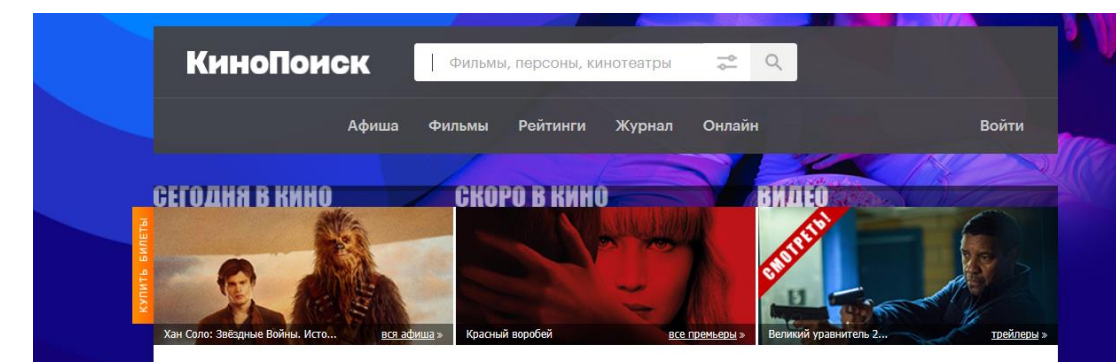 КиноПоиск
Фильмы, персоны, кинотеатры
Афиша Фильмы Рейтинги Журнал Онлайн Войти
СЕГОДНЯ В КИНО СКОРО В КИНО ВИДЕО
КУПИТЬ БИЛЕТЫ
СМОТРЕТЬ!
Хан Соло: Звёздные Войны. Исто... вся афиша » Красный воробей все премьеры » Великий уравнитель 2... трейлеры »